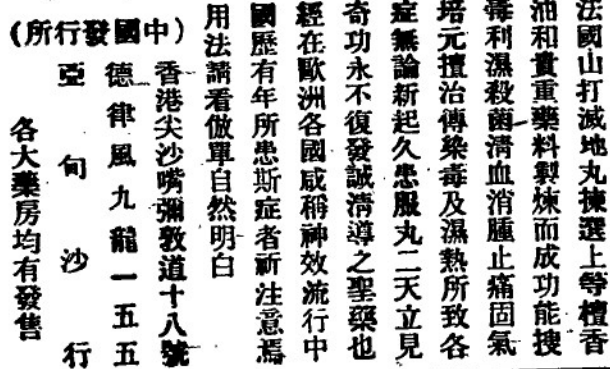 法國山打滅地丸揀選上等檀香
油和貴重藥料製煉而成功能搜
毒利濕殺菌清血消腫止痛固氣
培元擅治傳染毒及濕熱所致各
症無論新起久患服丸二天立見
奇功永不復發誠淸導之聖藥也
經在歐洲各國咸稱神效流行中
國歷有年所患斯症者祈注意焉
用法請看倣單自然明白
(中國發行所)
香港尖沙嘴彌敦道十八號
德律風九龍一五五
亞甸沙行
各大藥房均有發售